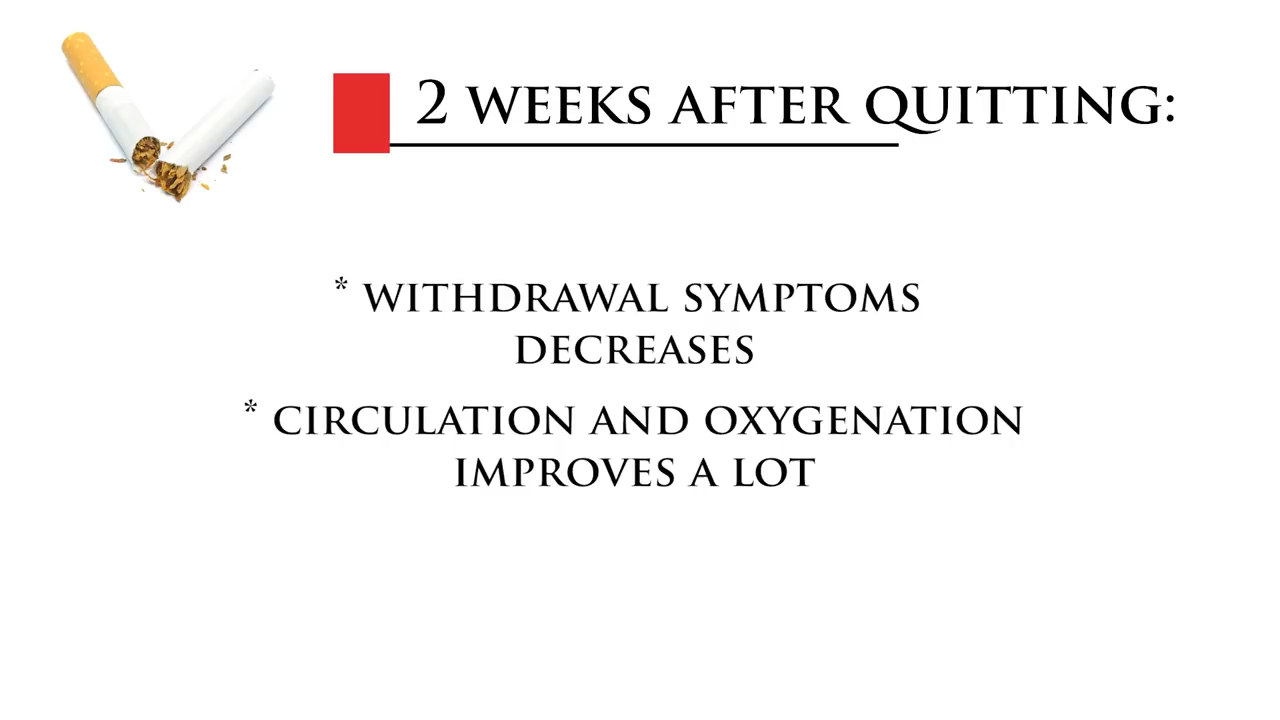 2 WEEKS AFTER QUITTING:
* WITHDRAWAL SYMPTOMS
DECREASES
* CIRCULATION AND OXYGENATION
IMPROVES A LOT